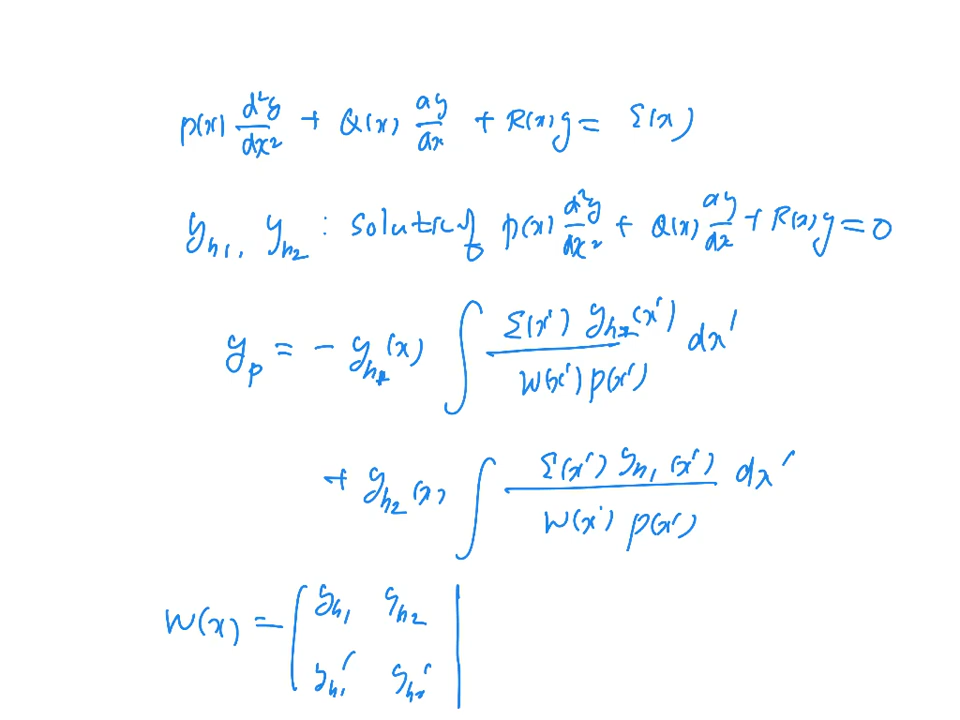 p(x) d²y/dx² + Q(x) dy/dx + R(x)y = Σ(x)
y_h1, y_h2 : solution of p(x) d²y/dx² + Q(x) dy/dx + R(x)y = 0
y_p = - y_h1(x) ∫ Σ(x') y_h2(x') / W(x') p(x') dx'
+ y_h2(x) ∫ Σ(x') y_h1(x') / W(x') p(x') dx'
W(x) = | y_h1 y_h2
y_h1' y_h2' |